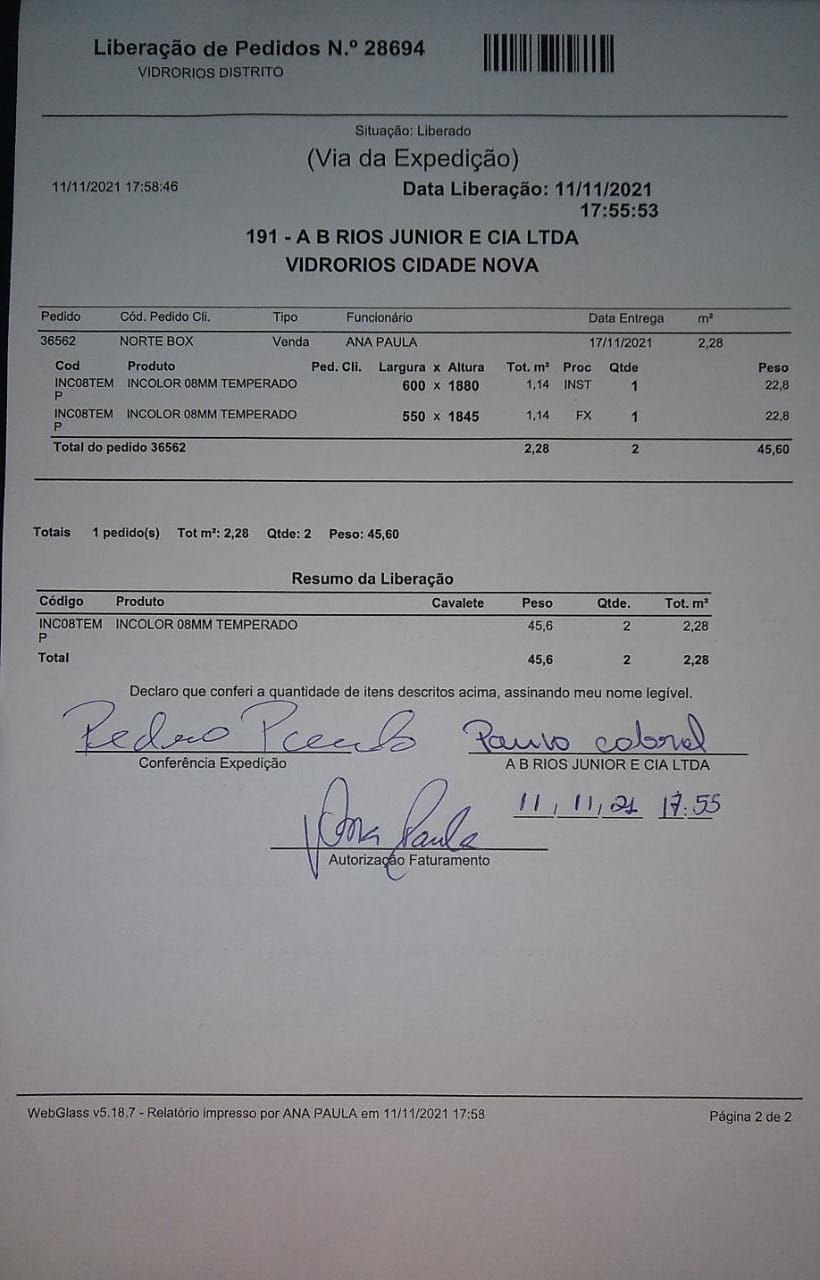 Liberação de Pedidos N.º 28694
VIDRORIOS DISTRITO
Situação: Liberado
(Via da Expedição)
11/11/2021 17:58:46 Data Liberação: 11/11/2021
17:55:53
191 - A B RIOS JUNIOR E CIA LTDA
VIDRORIOS CIDADE NOVA
Pedido Cód. Pedido Cli. Tipo Funcionário Data Entrega m²
36562 NORTE BOX Venda ANA PAULA 17/11/2021 2,28
Cod Produto Ped. Cli. Largura x Altura Tot. m² Proc Qtde Peso
INC08TEM INCOLOR 08MM TEMPERADO 600 x 1880 1,14 INST 1 22,8
P
INC08TEM INCOLOR 08MM TEMPERADO 550 x 1845 1,14 FX 1 22,8
P
Total do pedido 36562 2,28 2 45,60
Totais 1 pedido(s) Tot m²: 2,28 Qtde: 2 Peso: 45,60
Resumo da Liberação
Código Produto Cavalete Peso Qtde. Tot. m²
INC08TEM INCOLOR 08MM TEMPERADO 45,6 2 2,28
P
Total 45,6 2 2,28
Declaro que conferi a quantidade de itens descritos acima, assinando meu nome legível.
Pedro Paulo cabral
Conferência Expedição A B RIOS JUNIOR E CIA LTDA
11, 11, 21 17:55
Ana Paula
Autorização Faturamento
WebGlass v5.18.7 - Relatório impresso por ANA PAULA em 11/11/2021 17:58
Página 2 de 2